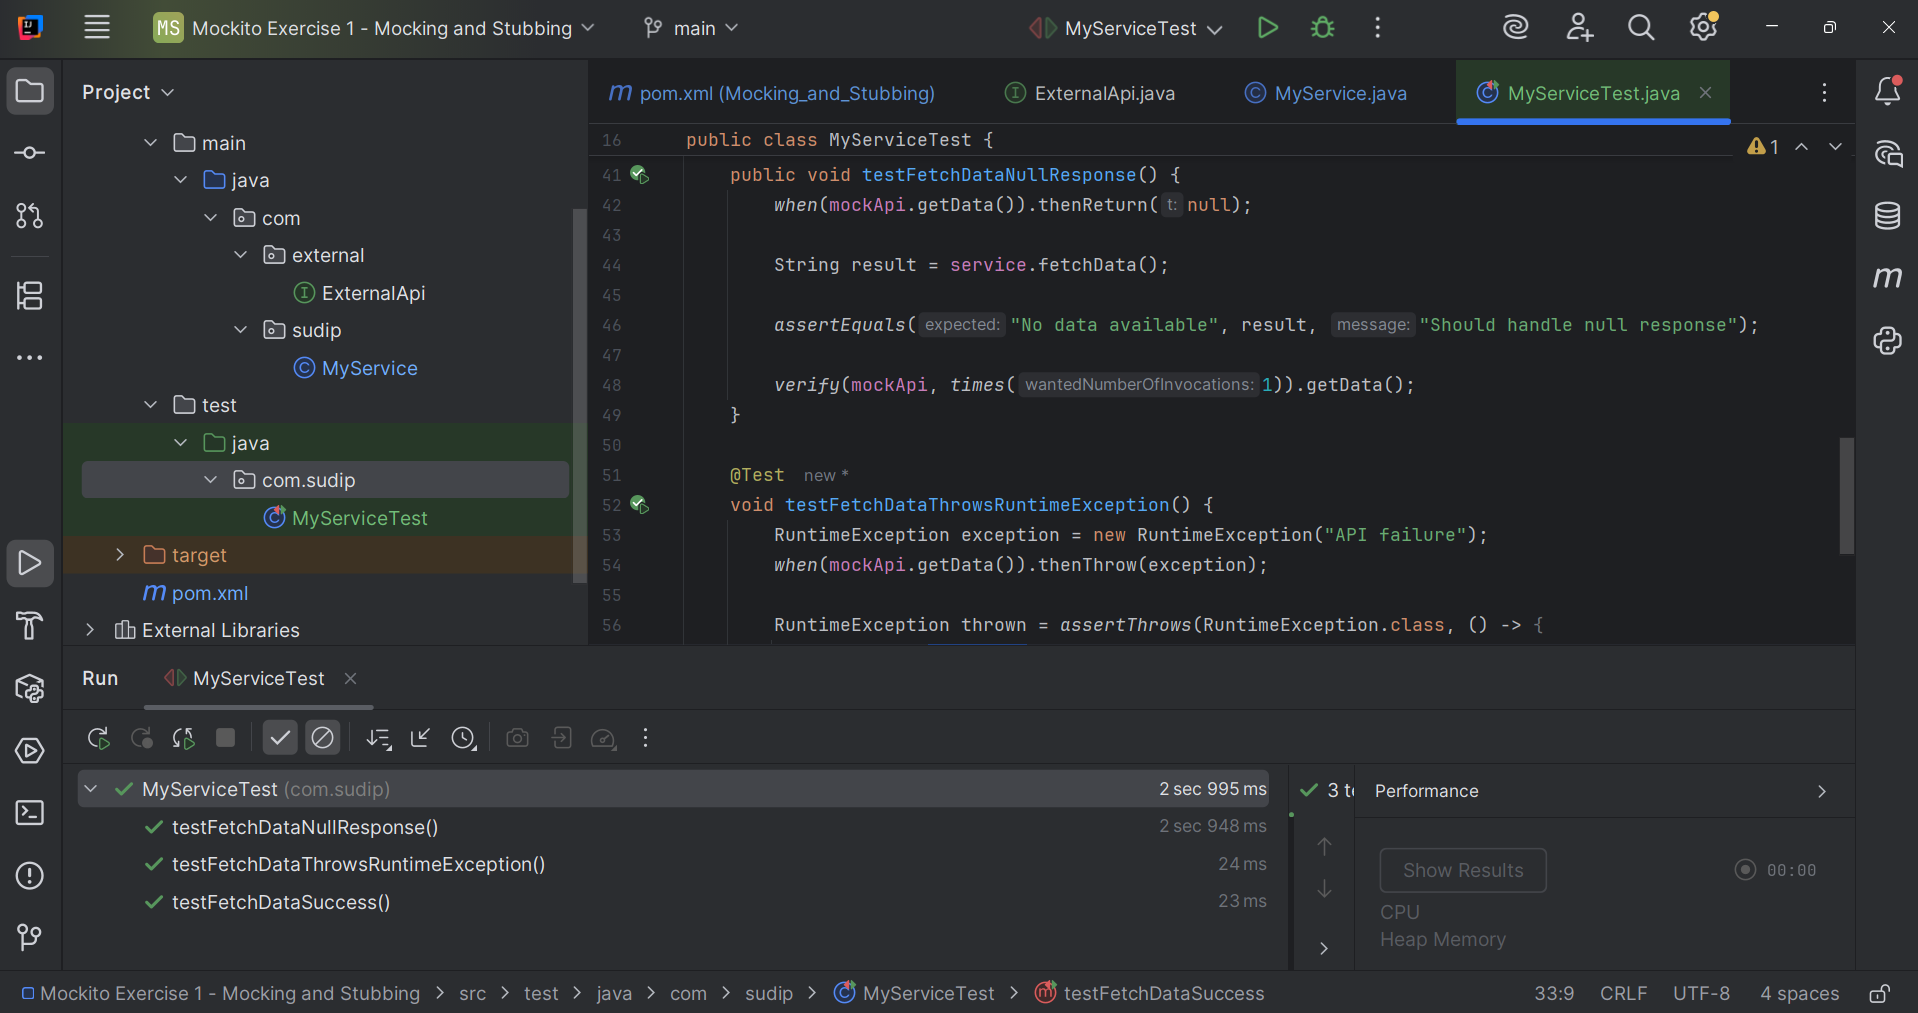 MS Mockito Exercise 1 - Mocking and Stubbing
main
MyServiceTest
Project
main
java
com
external
ExternalApi
sudip
MyService
test
java
com.sudip
MyServiceTest
target
m pom.xml
External Libraries
m pom.xml (Mocking_and_Stubbing)
ExternalApi.java
MyService.java
MyServiceTest.java
1
16 public class MyServiceTest {
41 public void testFetchDataNullResponse() {
42 when(mockApi.getData()).thenReturn( t: null);
43
44 String result = service.fetchData();
45
46 assertEquals( expected: "No data available", result, message: "Should handle null response");
47
48 verify(mockApi, times( wantedNumberOfInvocations: 1)).getData();
49 }
50
51 @Test new *
52 void testFetchDataThrowsRuntimeException() {
53 RuntimeException exception = new RuntimeException("API failure");
54 when(mockApi.getData()).thenThrow(exception);
55
56 RuntimeException thrown = assertThrows(RuntimeException.class, () -> {
m
Run
MyServiceTest
MyServiceTest (com.sudip) 2 sec 995 ms
testFetchDataNullResponse() 2 sec 948 ms
testFetchDataThrowsRuntimeException() 24 ms
testFetchDataSuccess() 23 ms
3 t
Performance
Show Results
00:00
CPU
Heap Memory
Mockito Exercise 1 - Mocking and Stubbing > src > test > java > com > sudip > MyServiceTest > testFetchDataSuccess
33:9 CRLF UTF-8 4 spaces